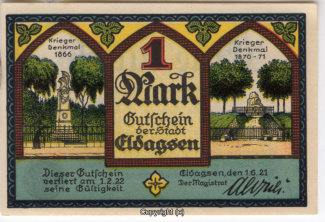 Krieger
Denkmal
1866
1
Mark
Gutschein
der Stadt
Eldagsen
Krieger
Denkmal
1870-71
Dieser Gutschein
verliert am 1.2.22
seine Gültigkeit.
Eldagsen, den 1.6.21
Der Magistrat